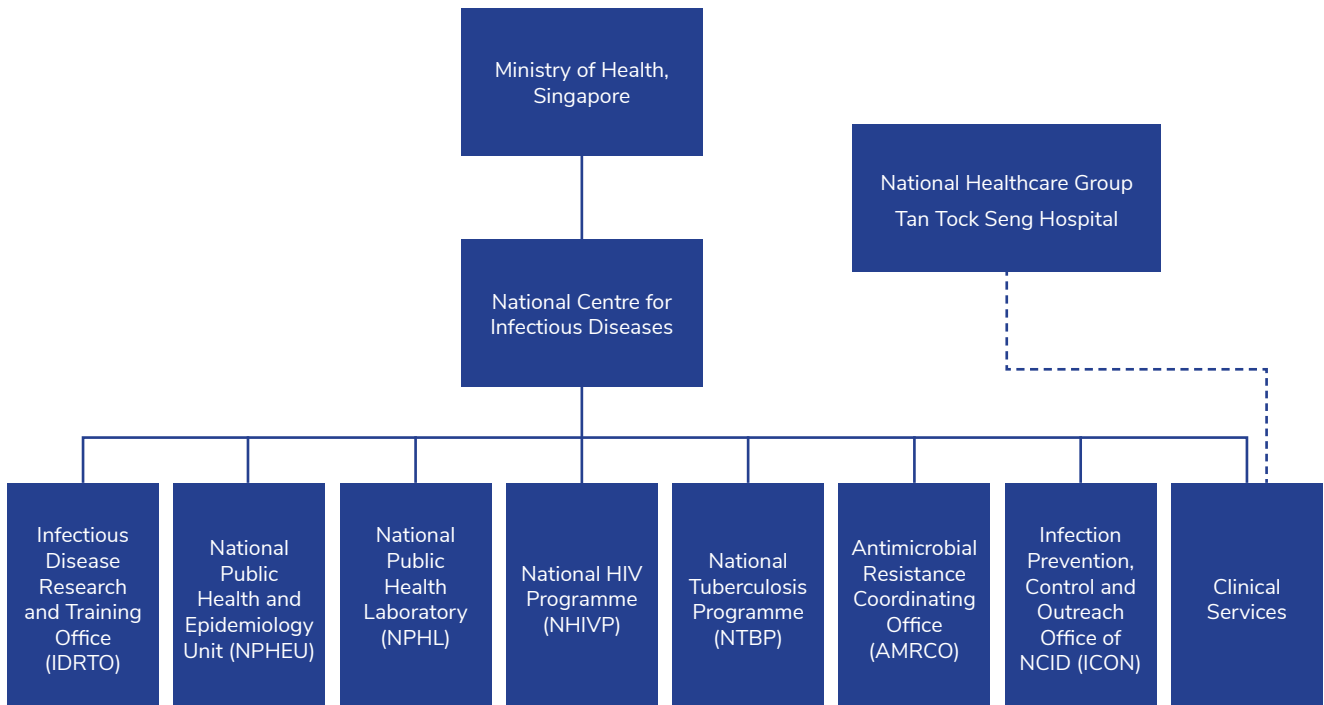 Ministry of Health,
Singapore
National Healthcare Group
Tan Tock Seng Hospital
National Centre for
Infectious Diseases
Infectious
Disease
Research
and Training
Office
(IDRTO)
National
Public
Health and
Epidemiology
Unit (NPHEU)
National
Public
Health
Laboratory
(NPHL)
National HIV
Programme
(NHIVP)
National
Tuberculosis
Programme
(NTBP)
Antimicrobial
Resistance
Coordinating
Office
(AMRCO)
Infection
Prevention,
Control and
Outreach
Office of
NCID (ICON)
Clinical
Services